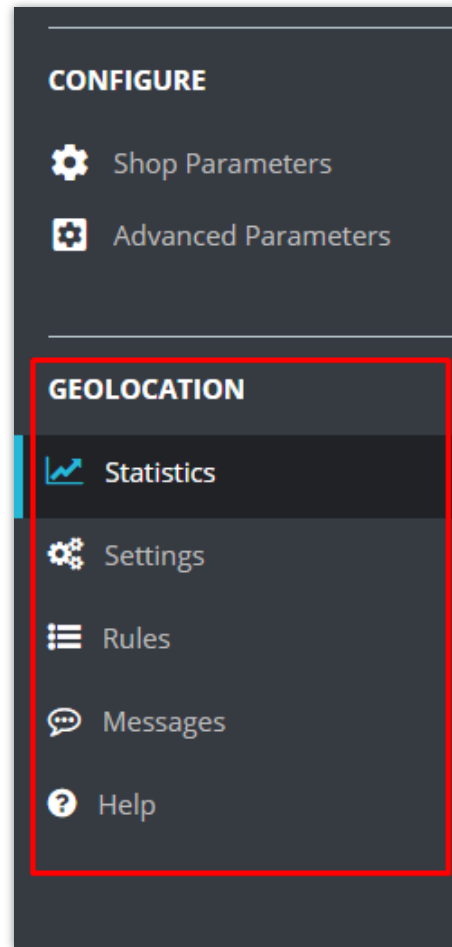 CONFIGURE
Shop Parameters
Advanced Parameters
GEOLOCATION
Statistics
Settings
Rules
Messages
Help